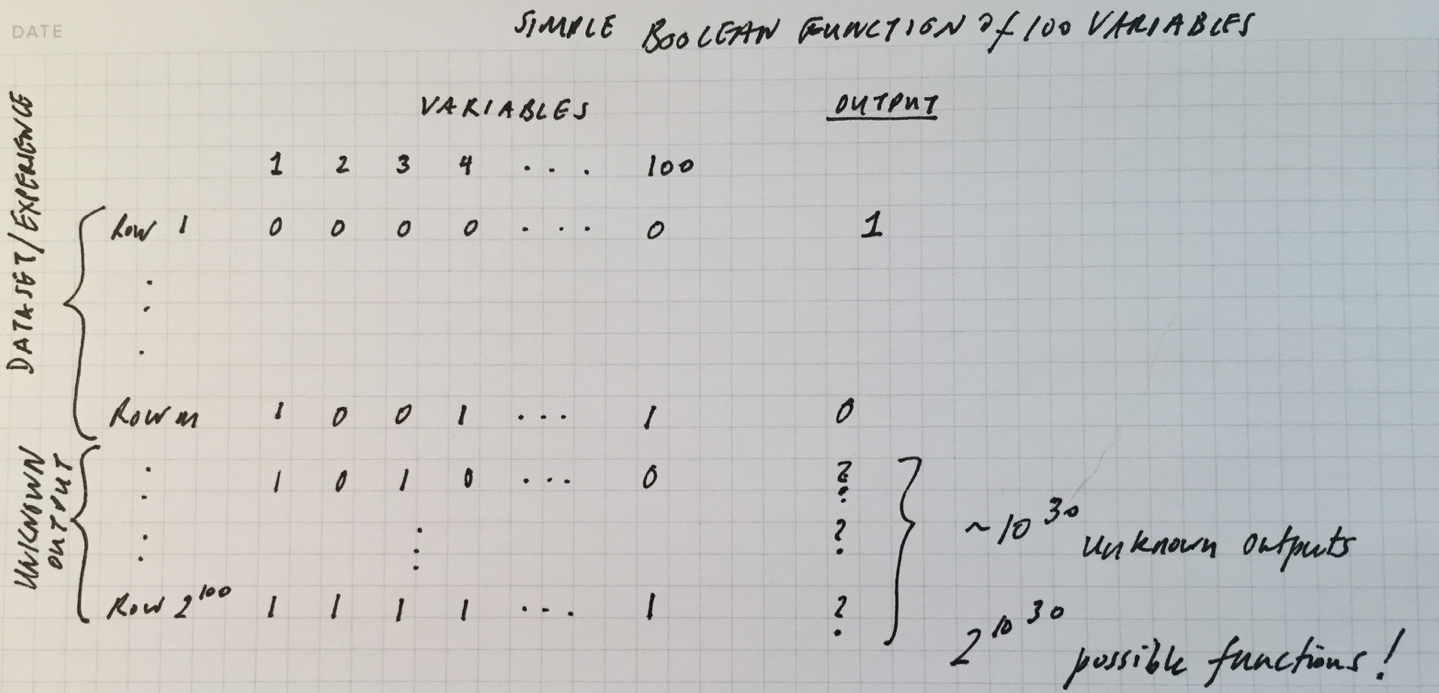 DATE
SIMPLE BOOLEAN FUNCTION of 100 VARIABLES
DATASET/EXPERIENCE
VARIABLES OUTPUT
1 2 3 4 ... 100
Row 1 0 0 0 0 ... 0 1
Row m 1 0 0 1 ... 1 0
UNKNOWN OUTPUT
1 0 1 0 ... 0 ?
?
~10^30 unknown outputs
Row 2^100 1 1 1 1 ... 1 ?
2^10^30 possible functions!